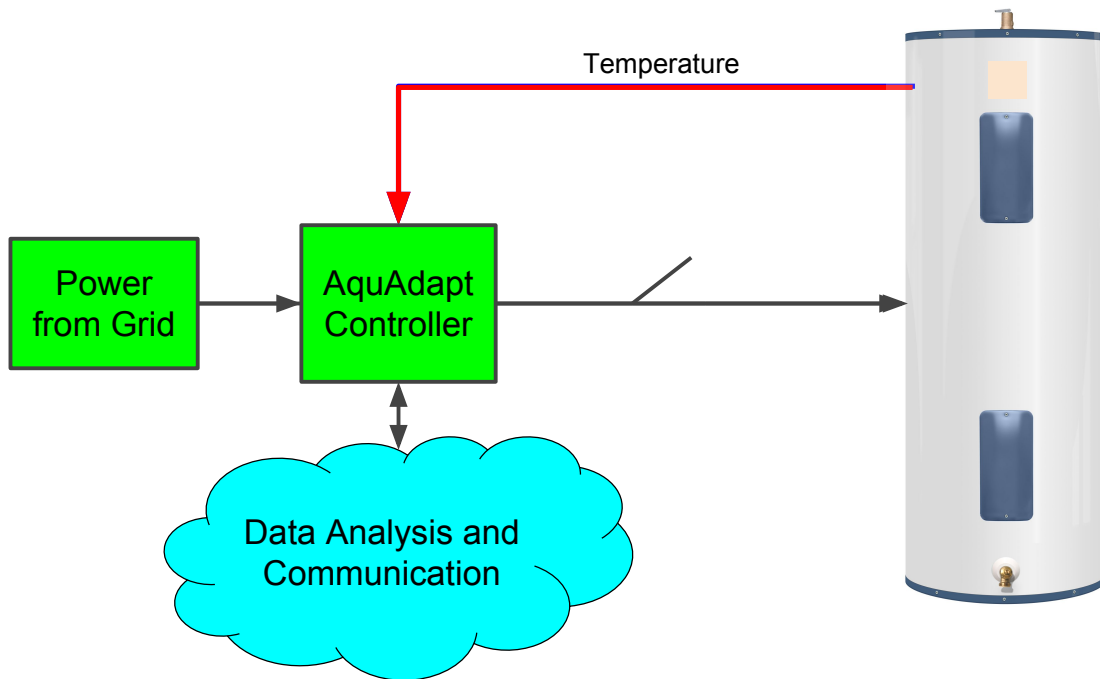 Temperature
Power
from Grid
AquAdapt
Controller
Data Analysis and
Communication